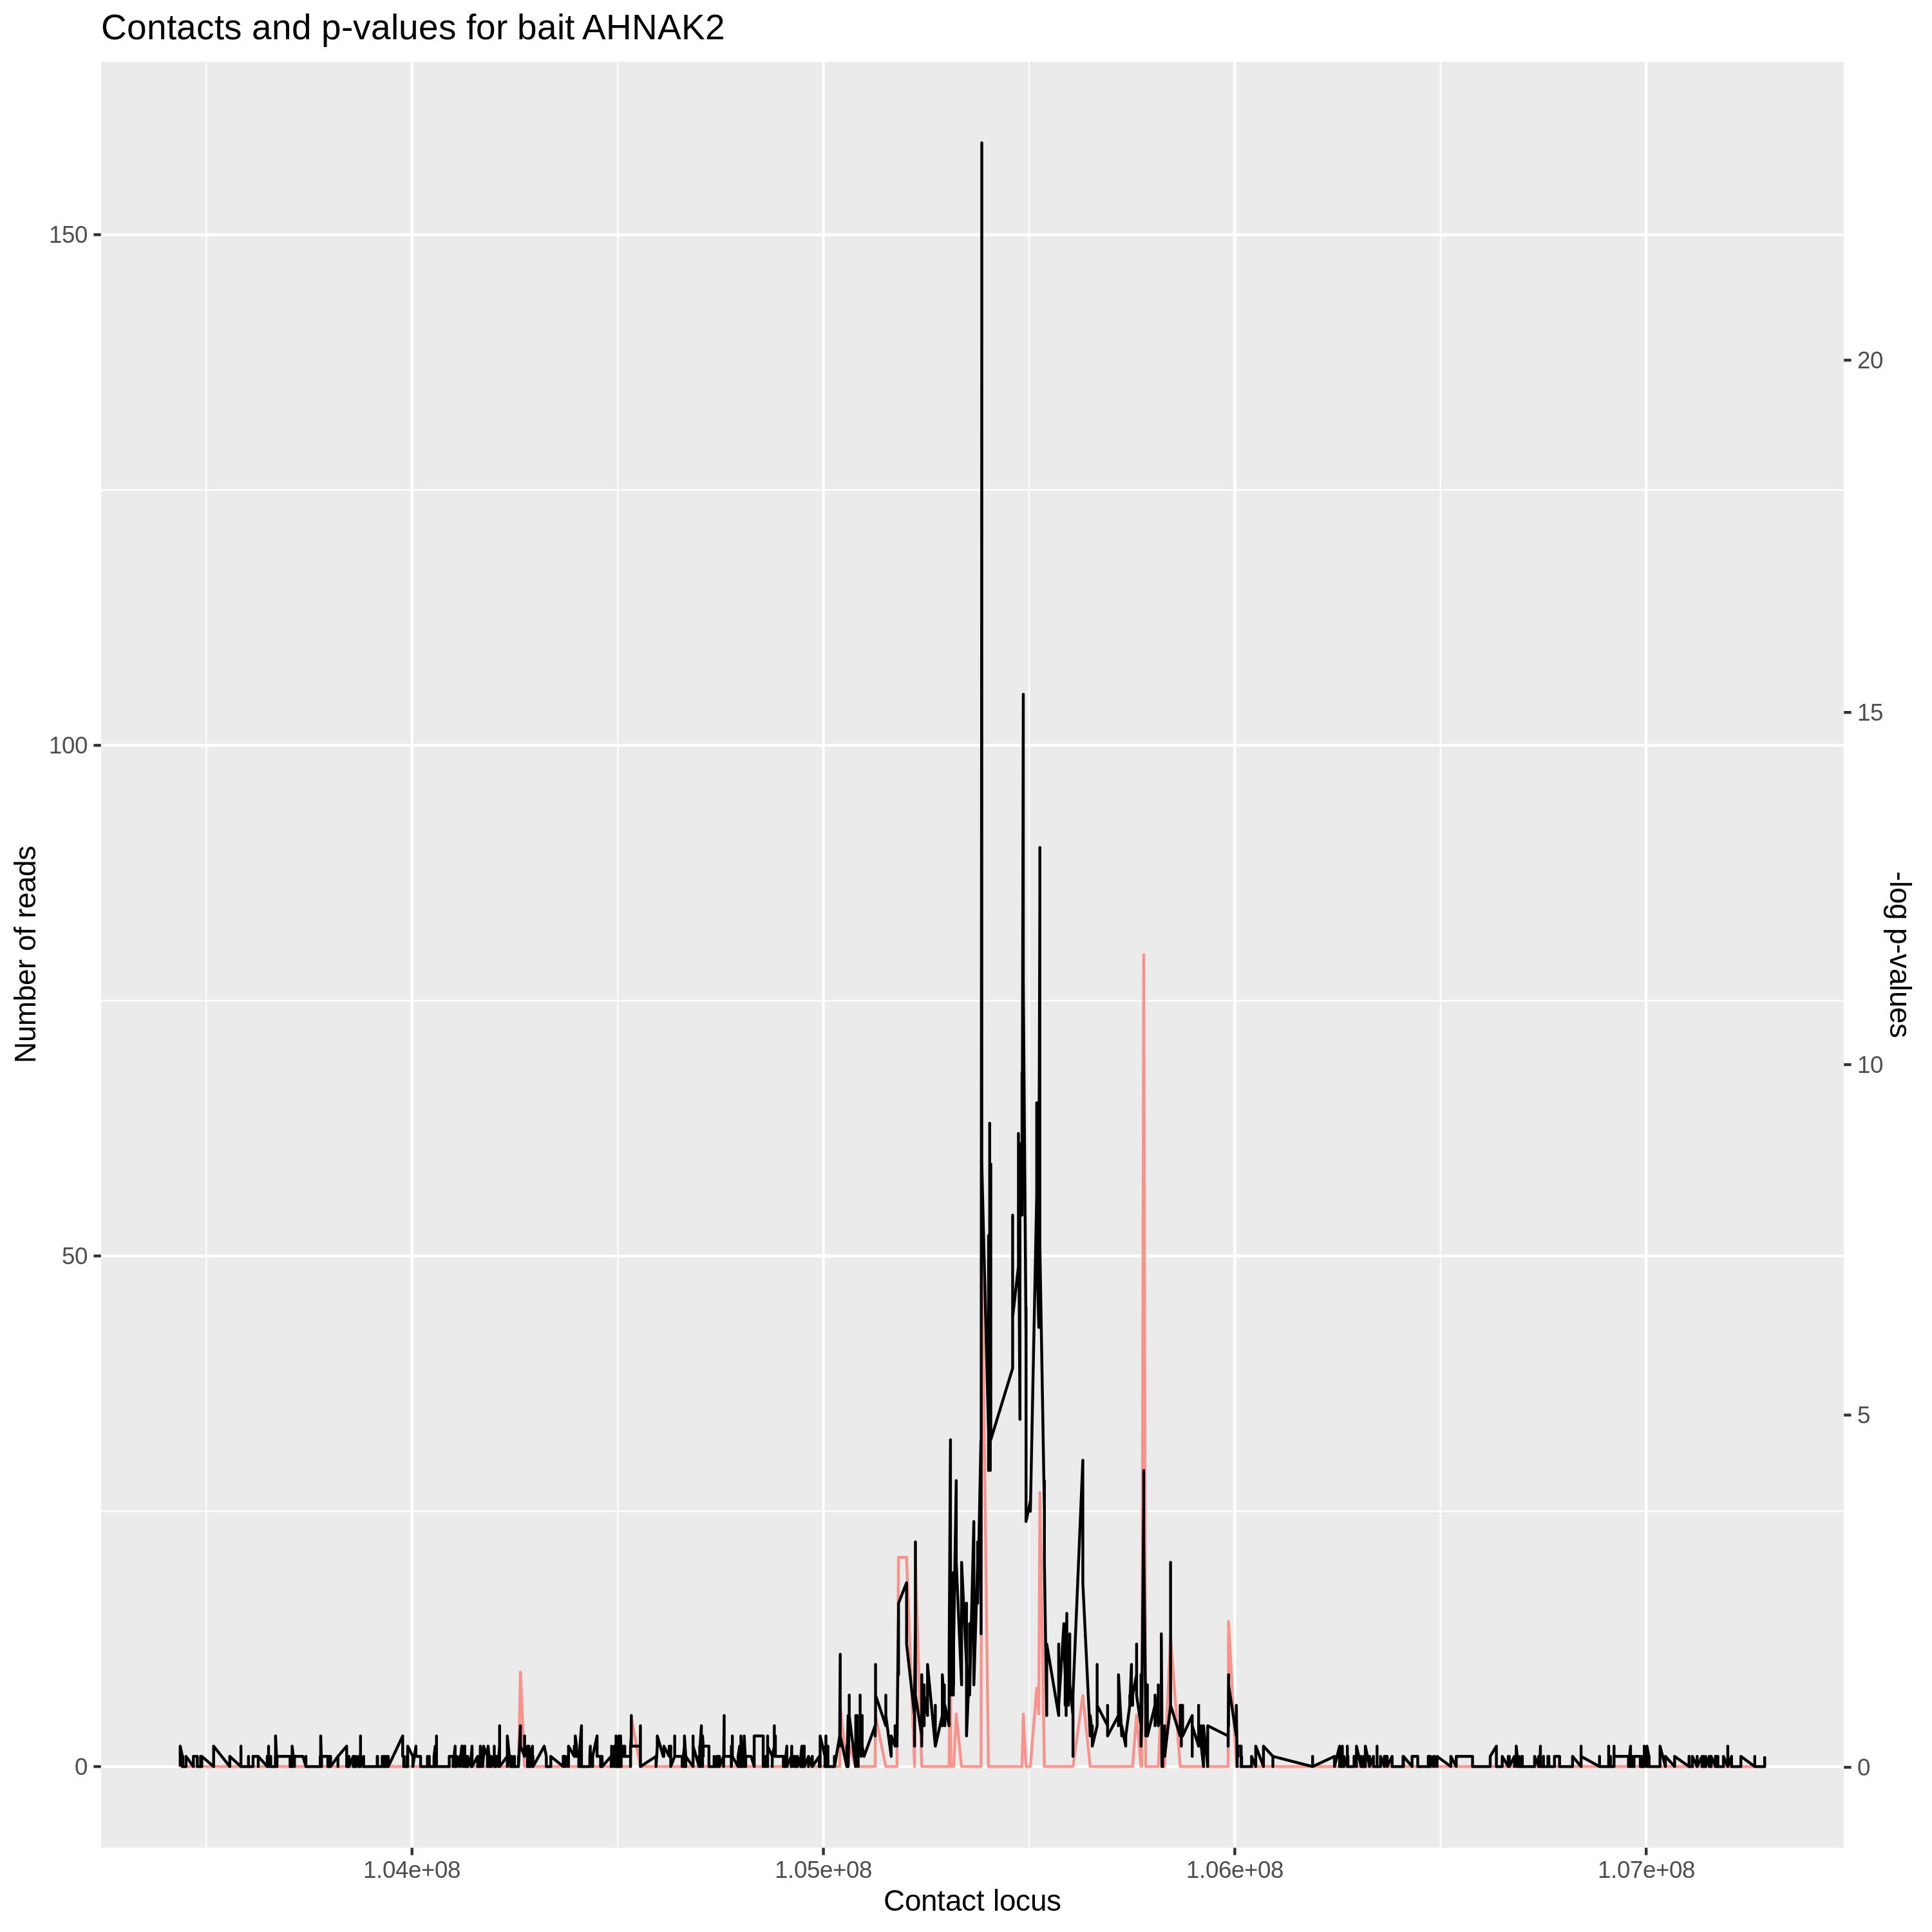 Contacts and p-values for bait AHNAK2
150
100
50
0
Number of reads
20
15
10
5
0
-log p-values
1.04e+08
1.05e+08
1.06e+08
1.07e+08
Contact locus